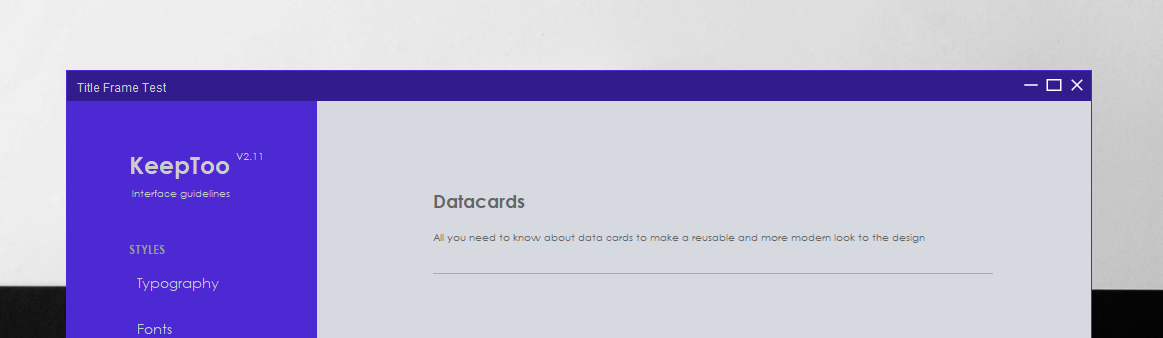 Title Frame Test
KeepToo V2.11
Interface guidelines
STYLES
Typography
Fonts
Datacards
All you need to know about data cards to make a reusable and more modern look to the design